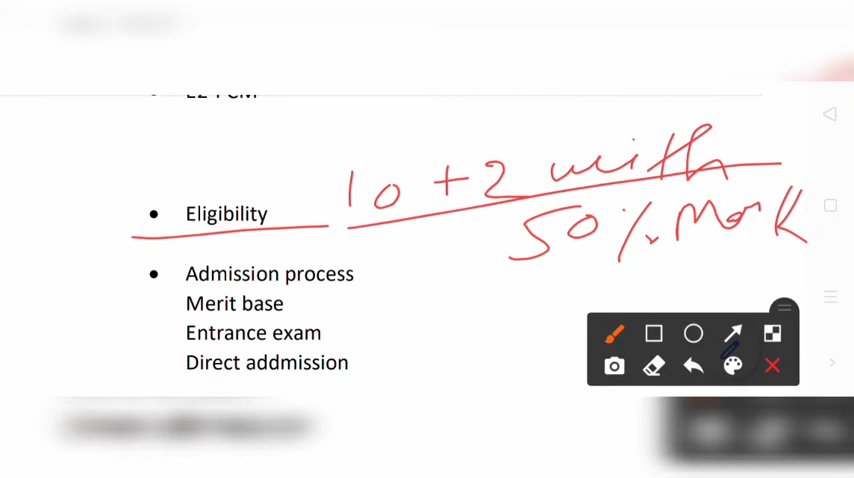 10 + 2 with
• Eligibility
50 % Mark
• Admission process
Merit base
Entrance exam
Direct addmission